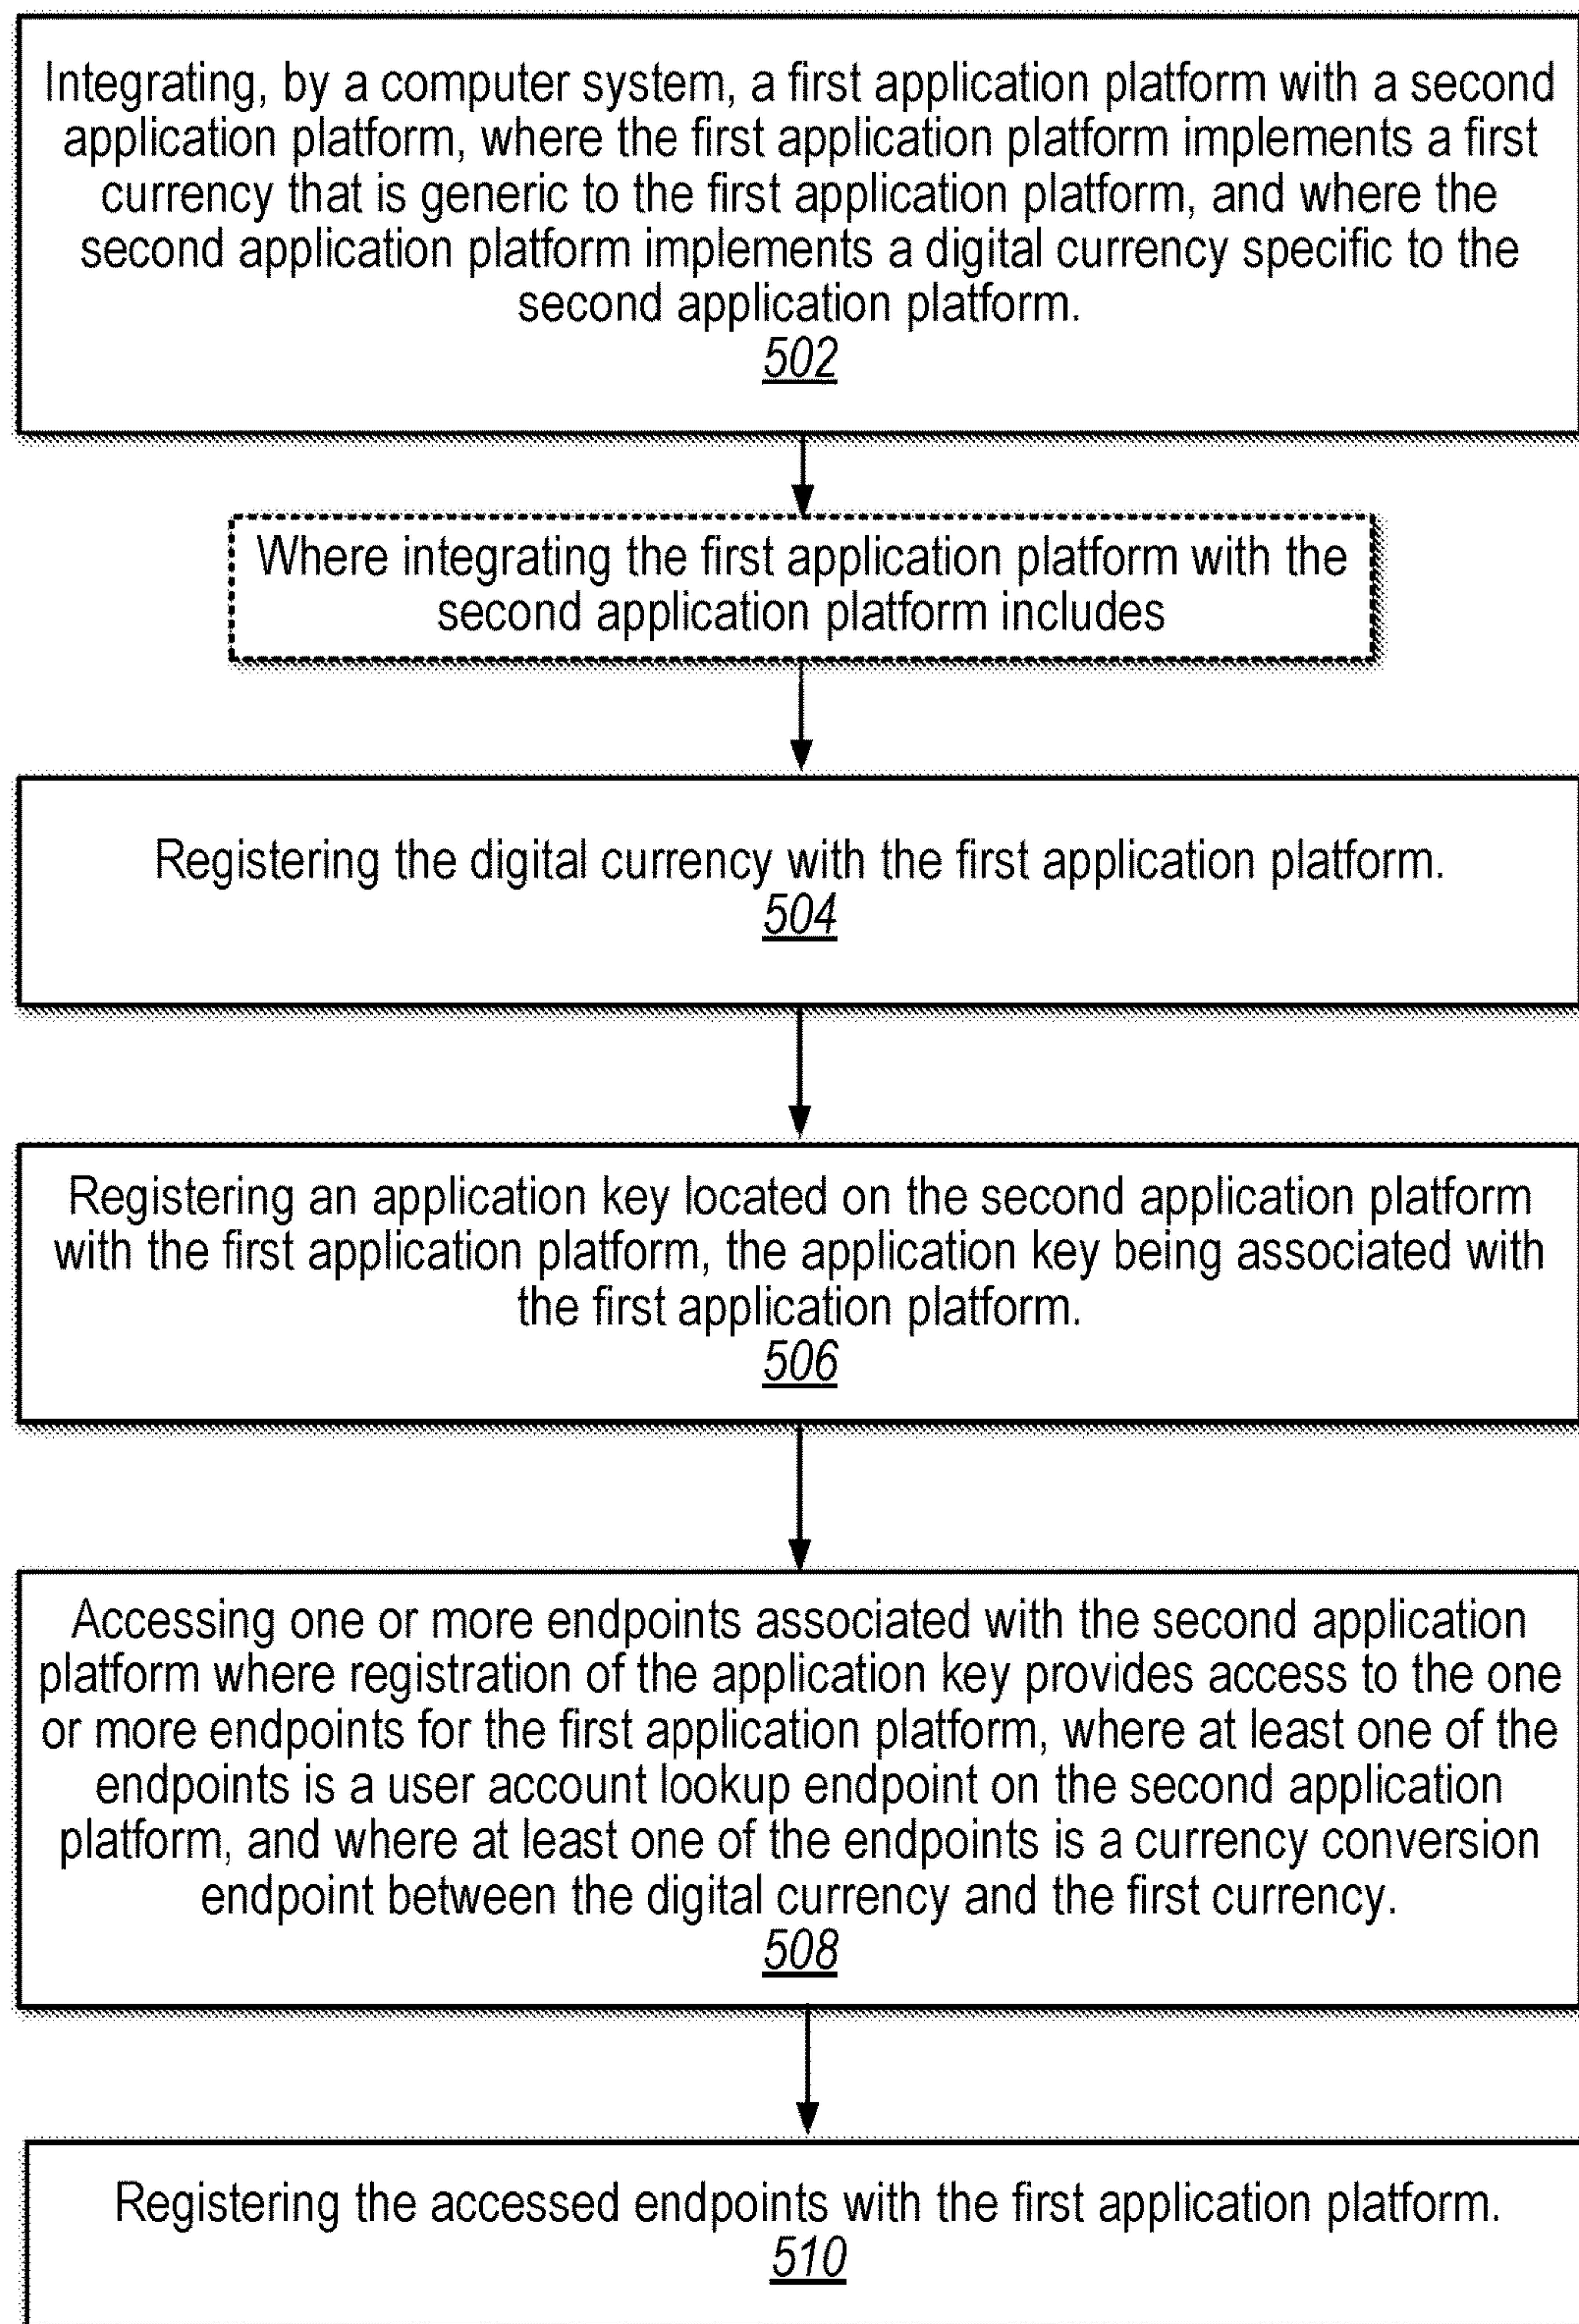 Integrating, by a computer system, a first application platform with a second
application platform, where the first application platform implements a first
currency that is generic to the first application platform, and where the
second application platform implements a digital currency specific to the
second application platform.
502
Where integrating the first application platform with the
second application platform includes
Registering the digital currency with the first application platform.
504
Registering an application key located on the second application platform
with the first application platform, the application key being associated with
the first application platform.
506
Accessing one or more endpoints associated with the second application
platform where registration of the application key provides access to the one
or more endpoints for the first application platform, where at least one of the
endpoints is a user account lookup endpoint on the second application
platform, and where at least one of the endpoints is a currency conversion
endpoint between the digital currency and the first currency.
508
Registering the accessed endpoints with the first application platform.
510